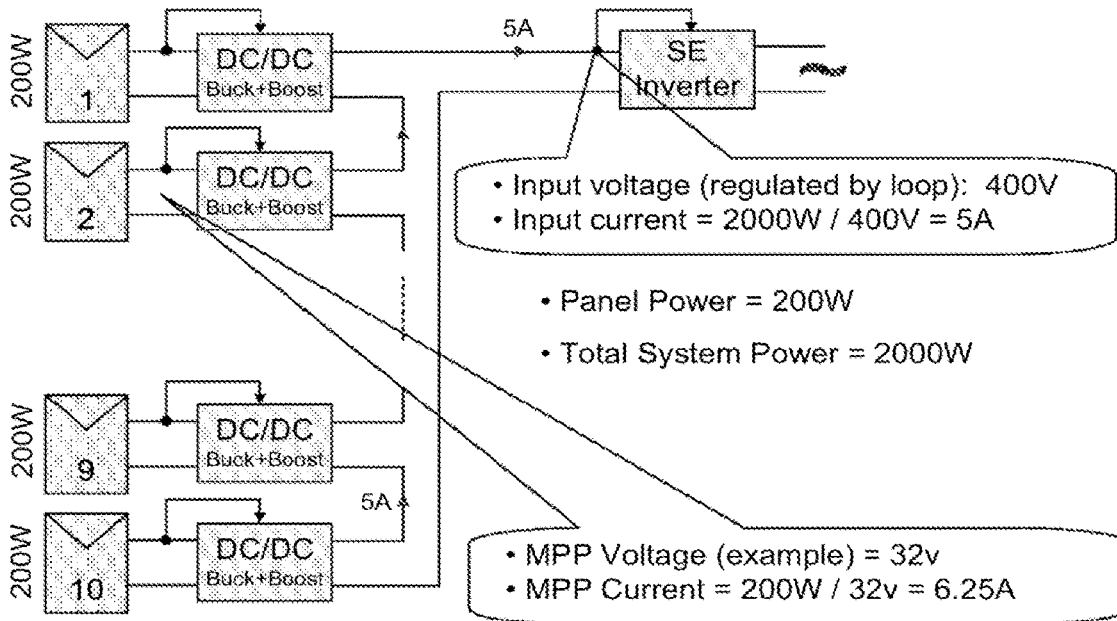 200W
1
DC/DC
Buck+Boost
5A
SE
Inverter
200W
2
DC/DC
Buck+Boost
• Input voltage (regulated by loop): 400V
• Input current = 2000W / 400V = 5A
• Panel Power = 200W
• Total System Power = 2000W
200W
9
DC/DC
Buck+Boost
5A
200W
10
DC/DC
Buck+Boost
• MPP Voltage (example) = 32v
• MPP Current = 200W / 32v = 6.25A